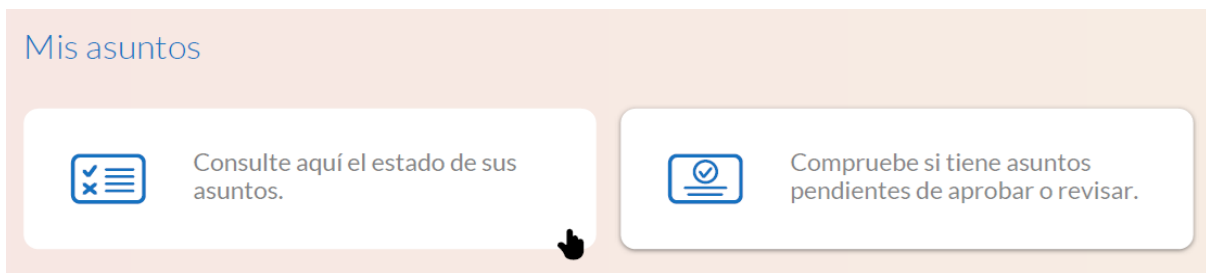 Mis asuntos
Consulte aquí el estado de sus
asuntos.
Compruebe si tiene asuntos
pendientes de aprobar o revisar.